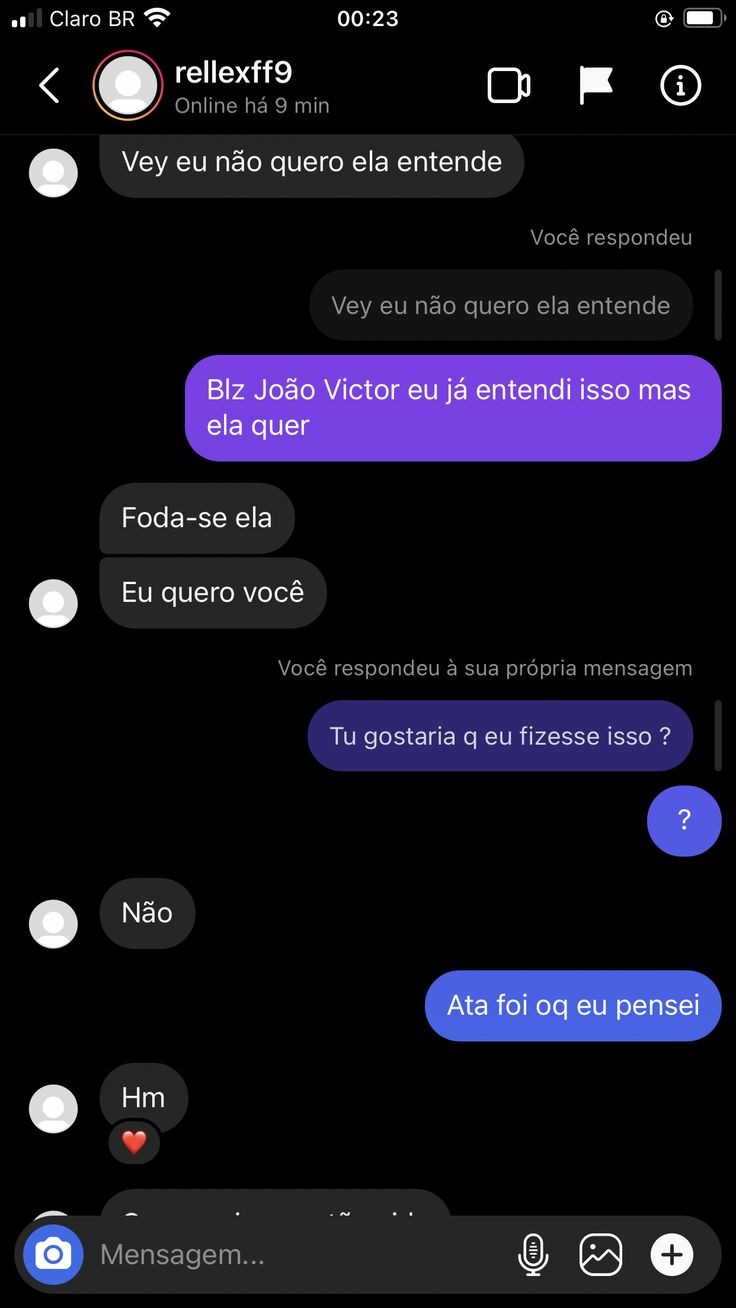 Claro BR
00:23
rellexff9
Online há 9 min
Vey eu não quero ela entende
Você respondeu
Vey eu não quero ela entende
Blz João Victor eu já entendi isso mas
ela quer
Foda-se ela
Eu quero você
Você respondeu à sua própria mensagem
Tu gostaria q eu fizesse isso ?
?
Não
Ata foi oq eu pensei
Hm
Mensagem...